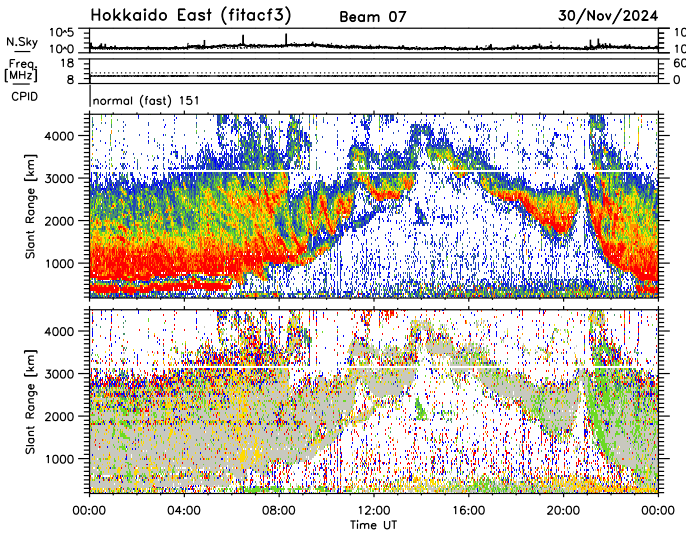 Hokkaido East (fitacf3) Beam 07 30/Nov/2024
N.Sky 10^5 10^0 10 10
Freq. [MHz] 18 8 60 0
CPID normal (fast) 151
Slant Range [km] 4000 3000 2000 1000
Slant Range [km] 4000 3000 2000 1000
00:00 04:00 08:00 12:00 16:00 20:00 00:00
Time UT